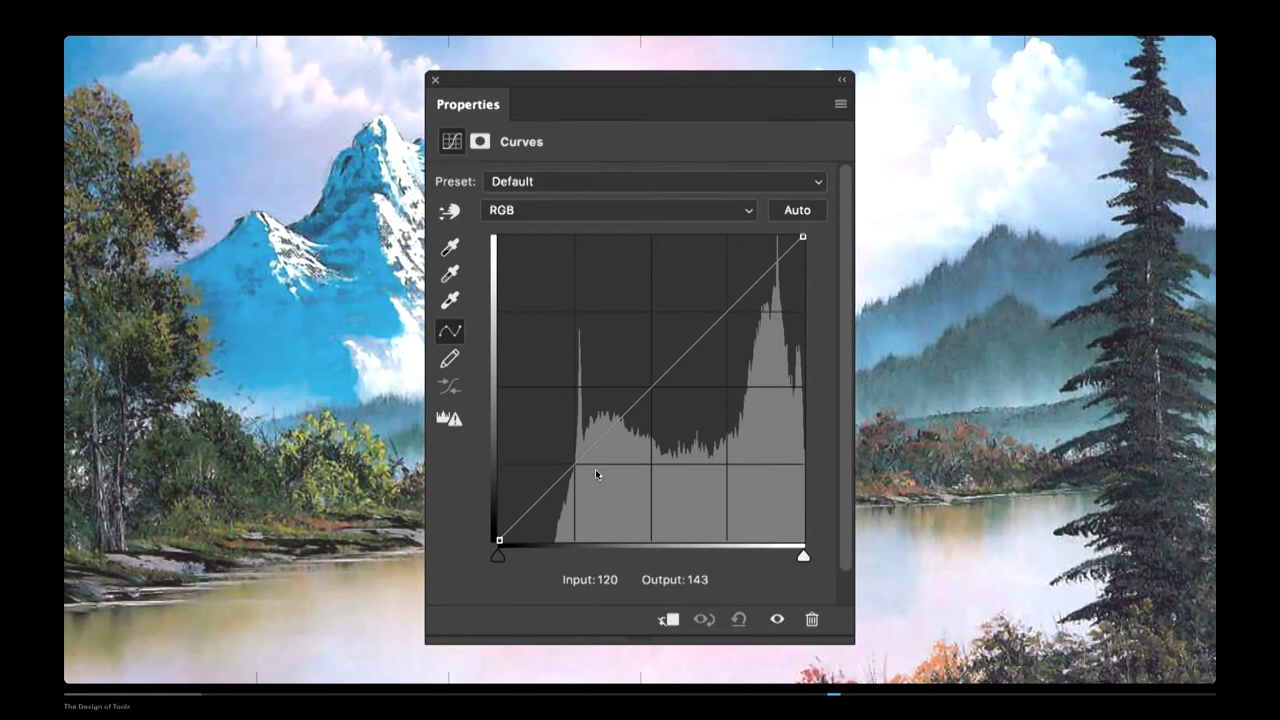 Properties
Curves
Preset: Default
RGB Auto
Input: 120 Output: 143
The Design of Tools